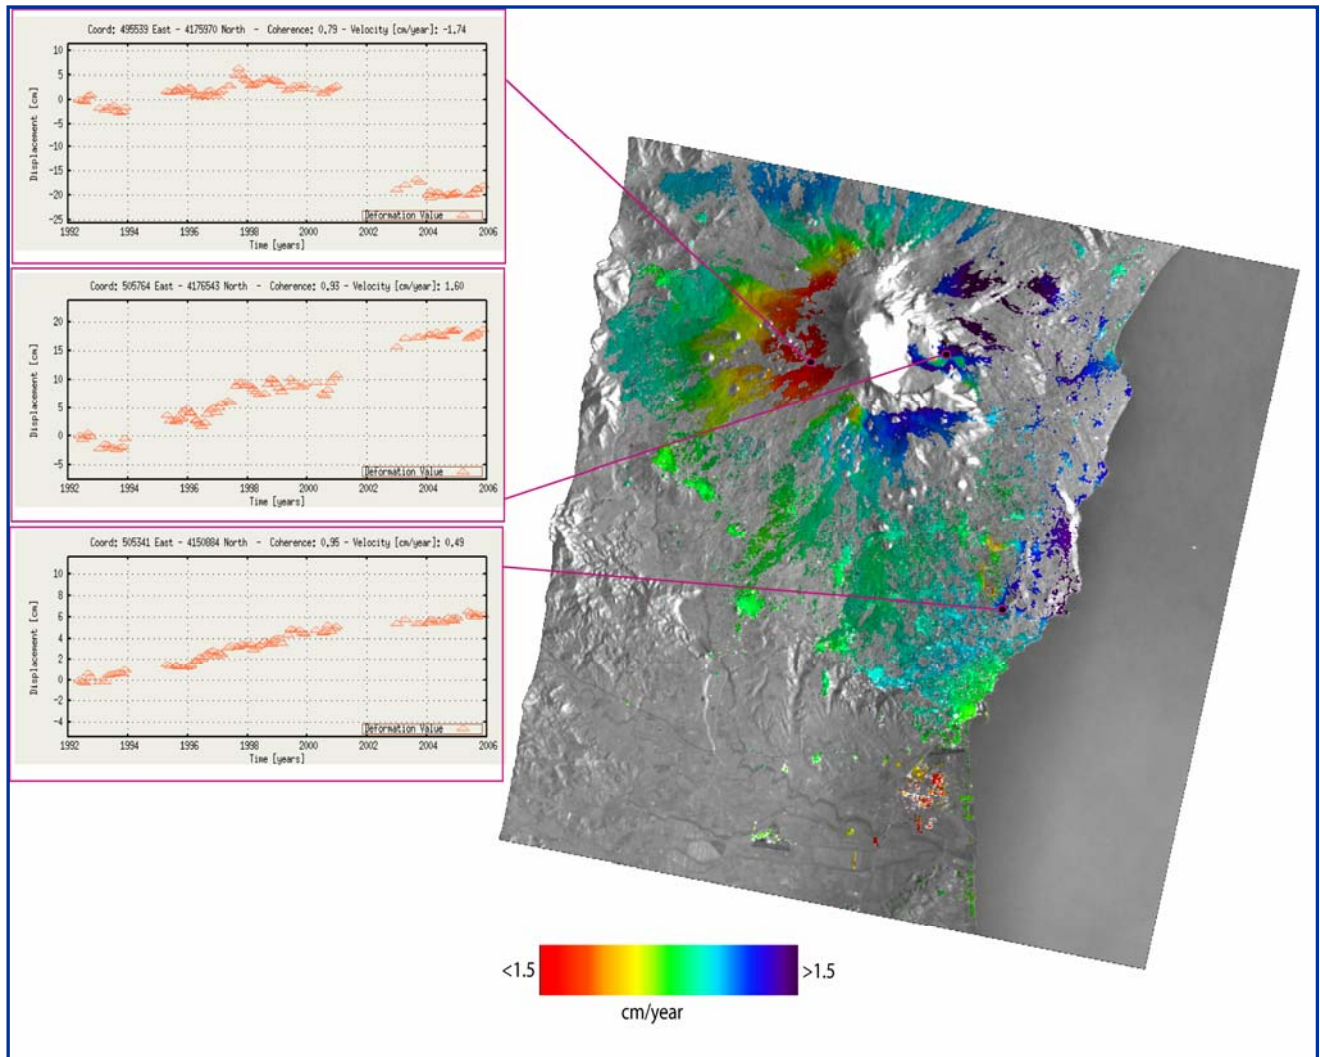 Coord: 495539 East - 4175970 North - Coherence: 0.79 - Velocity [cm/year]: -1.74
Displacement [cm]
10
5
0
-5
-10
-15
-20
-25
Deformation Value
1992 1994 1996 1998 2000 2002 2004 2006
Time [years]
Coord: 505764 East - 4176543 North - Coherence: 0.93 - Velocity [cm/year]: 1.60
Displacement [cm]
20
15
10
5
0
-5
Deformation Value
1992 1994 1996 1998 2000 2002 2004 2006
Time [years]
Coord: 505341 East - 4150884 North - Coherence: 0.95 - Velocity [cm/year]: 0.49
Displacement [cm]
10
8
6
4
2
0
-2
-4
Deformation Value
1992 1994 1996 1998 2000 2002 2004 2006
Time [years]
<1.5 >1.5
cm/year